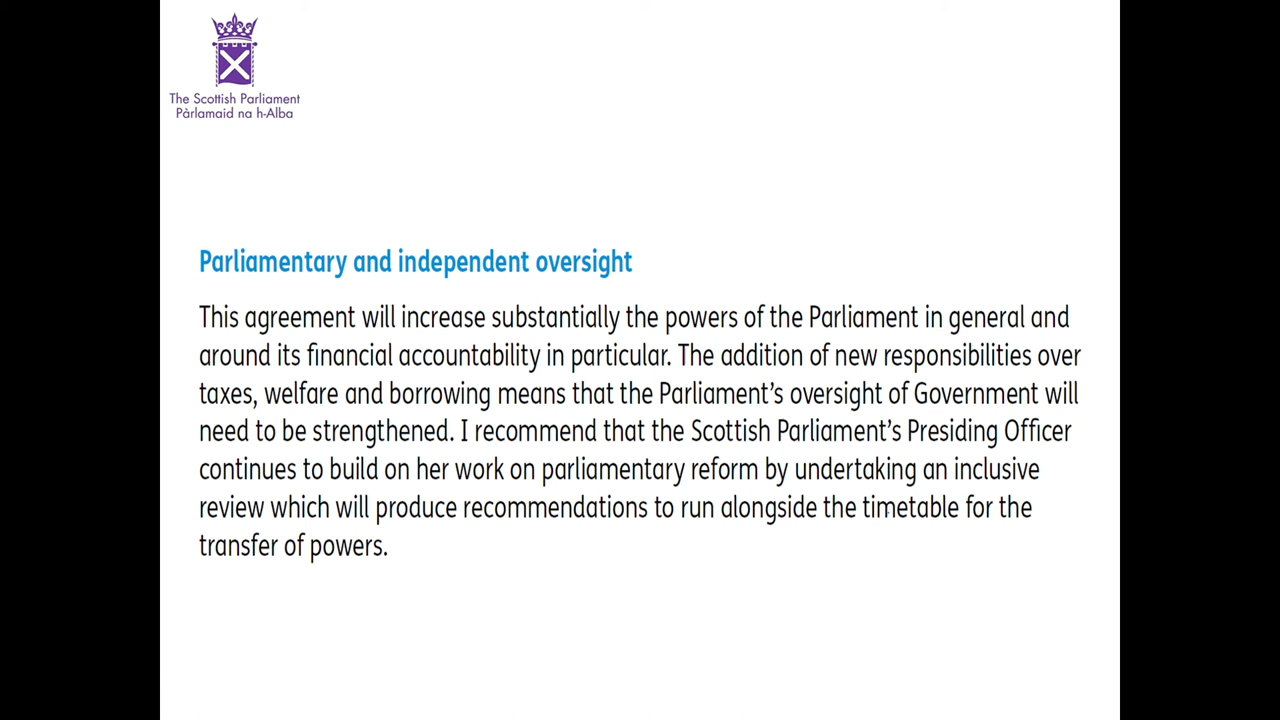 The Scottish Parliament
Pàrlamaid na h-Alba
Parliamentary and independent oversight
This agreement will increase substantially the powers of the Parliament in general and
around its financial accountability in particular. The addition of new responsibilities over
taxes, welfare and borrowing means that the Parliament’s oversight of Government will
need to be strengthened. I recommend that the Scottish Parliament’s Presiding Officer
continues to build on her work on parliamentary reform by undertaking an inclusive
review which will produce recommendations to run alongside the timetable for the
transfer of powers.